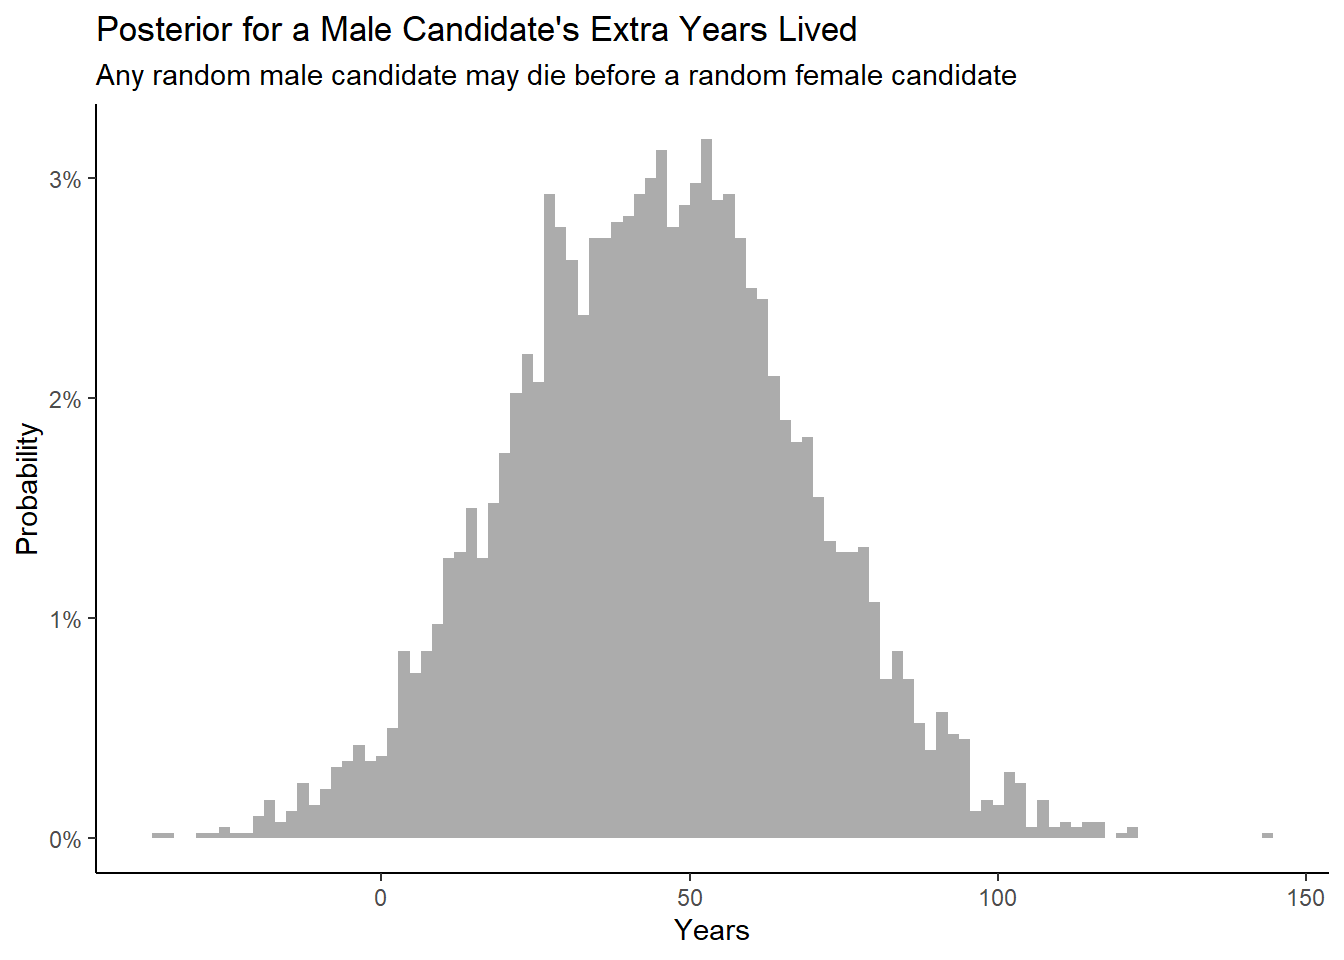 Posterior for a Male Candidate's Extra Years Lived
Any random male candidate may die before a random female candidate
3%
2%
1%
0%
Probability
0 50 100 150
Years